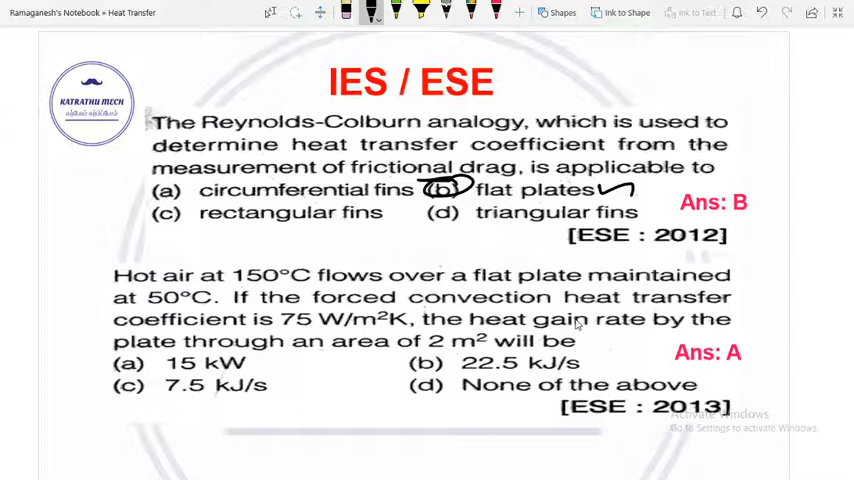 Ramaganesh's Notebook » Heat Transfer
Shapes
Ink to Shape
Ink to Text
IES / ESE
KATRATHU MECH
கற்போம் கற்பிப்போம்
The Reynolds-Colburn analogy, which is used to
determine heat transfer coefficient from the
measurement of frictional drag, is applicable to
(a) circumferential fins (b) flat plates
Ans: B
(c) rectangular fins (d) triangular fins
[ESE : 2012]
Hot air at 150°C flows over a flat plate maintained
at 50°C. If the forced convection heat transfer
coefficient is 75 W/m²K, the heat gain rate by the
plate through an area of 2 m² will be
Ans: A
(a) 15 kW (b) 22.5 kJ/s
(c) 7.5 kJ/s (d) None of the above
[ESE : 2013]
Activate Windows
Go to Settings to activate Windows.